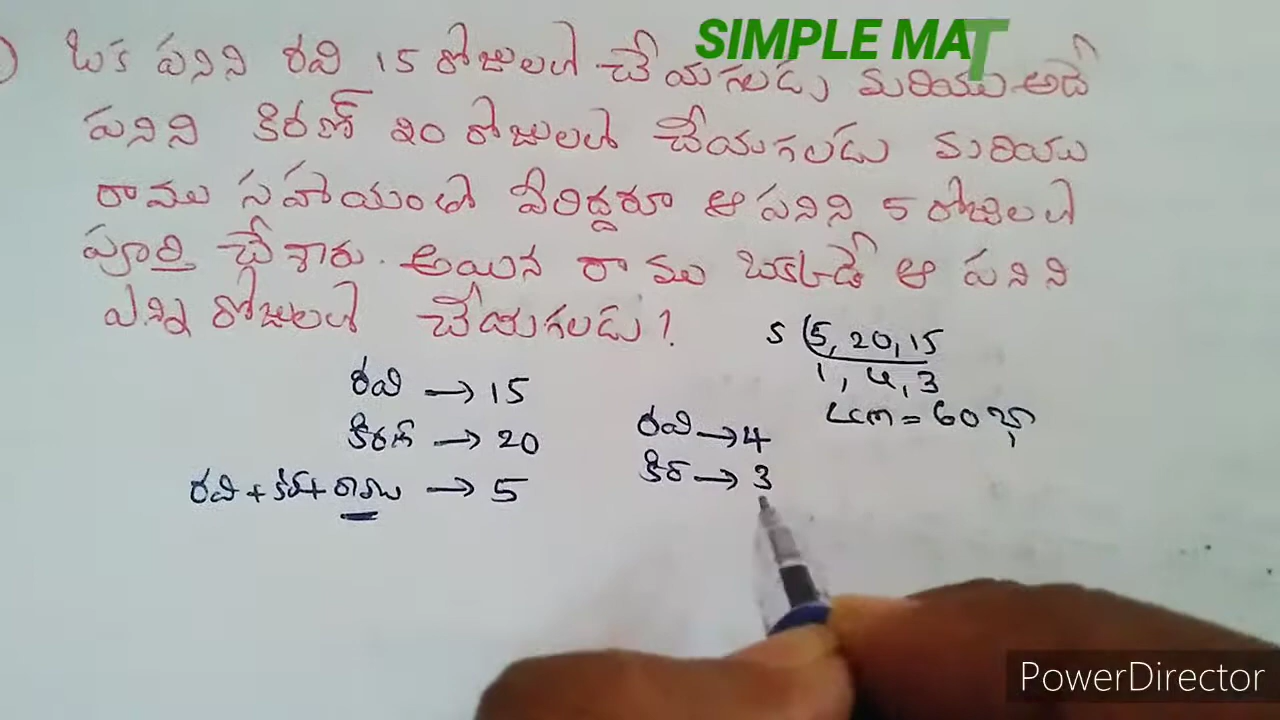 SIMPLE MAT
ఒక పనిని రవి 15 రోజులలో చేయగలడు మరియు అదే
పనిని కిరణ్ 20 రోజులలో చేయగలడు మరియు
రాము సహాయంతో వీరిద్దరూ ఆ పనిని 5 రోజులలో
పూర్తి చేశారు. అయిన రాము ఒక్కడే ఆ పనిని
ఎన్ని రోజులలో చేయగలడు?
5 (5, 20, 15
1, 4, 3
Lcm = 60 భా
రవి → 15
కిరణ్ → 20
రవి + కిర + రాము → 5
రవి → 4
కిర → 3
PowerDirector